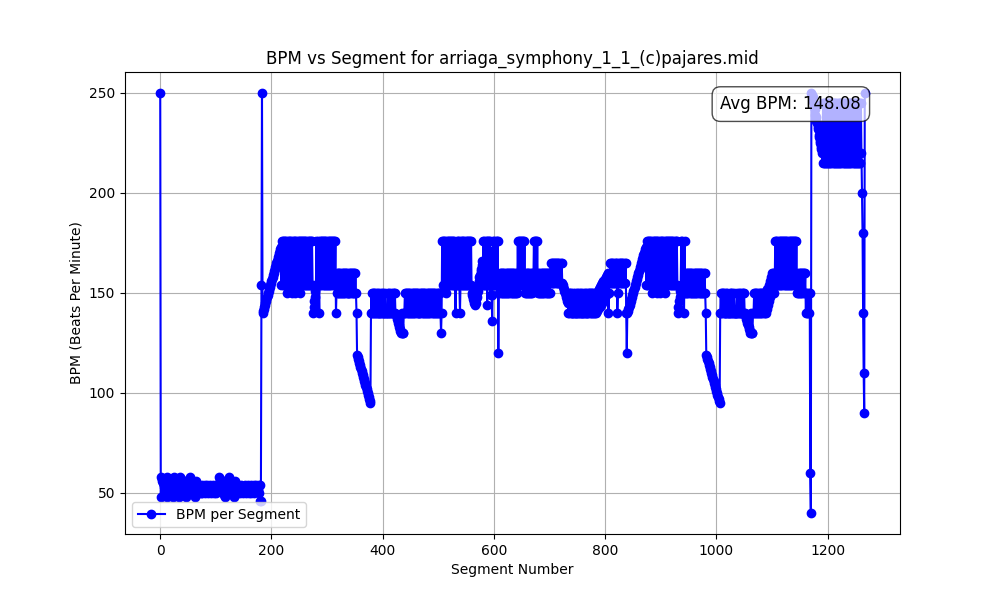 BPM vs Segment for arriaga_symphony_1_1_(c)pajares.mid
Avg BPM: 148.08
250
200
150
100
50
BPM (Beats Per Minute)
BPM per Segment
0 200 400 600 800 1000 1200
Segment Number